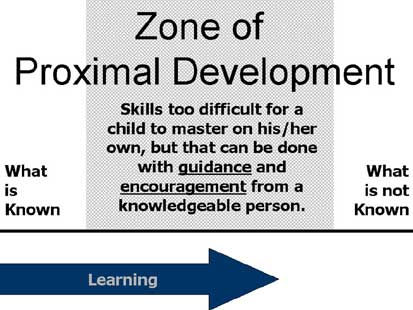 Zone of
Proximal Development
Skills too difficult for a
child to master on his/her
own, but that can be done
with guidance and
encouragement from a
knowledgeable person.
What
is
Known
What
is not
Known
Learning